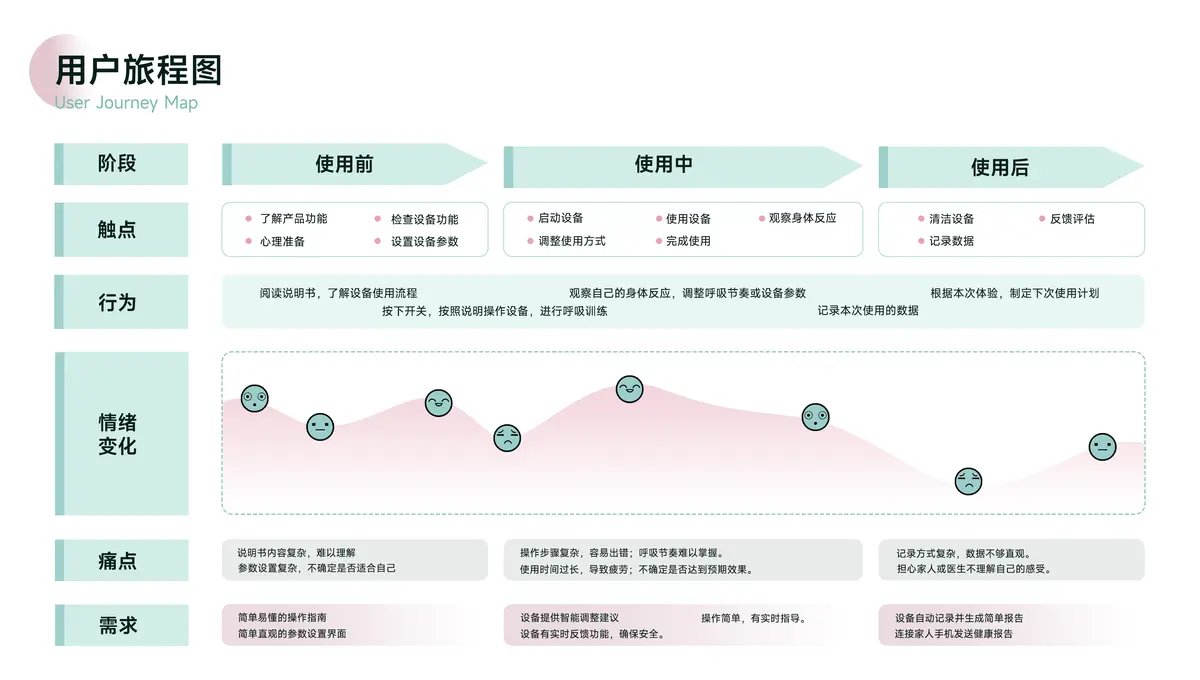 用户旅程图
User Journey Map
阶段
使用前
使用中
使用后
触点
了解产品功能
检查设备功能
心理准备
设置设备参数
启动设备
使用设备
观察身体反应
调整使用方式
完成使用
清洁设备
反馈评估
记录数据
行为
阅读说明书，了解设备使用流程
按下开关，按照说明操作设备，进行呼吸训练
观察自己的身体反应，调整呼吸节奏或设备参数
记录本次使用的数据
根据本次体验，制定下次使用计划
情绪
变化
痛点
说明书内容复杂，难以理解
参数设置复杂，不确定是否适合自己
操作步骤复杂，容易出错；呼吸节奏难以掌握。
使用时间过长，导致疲劳；不确定是否达到预期效果。
记录方式复杂，数据不够直观。
担心家人或医生不理解自己的感受。
需求
简单易懂的操作指南
简单直观的参数设置界面
设备提供智能调整建议
操作简单，有实时指导。
设备有实时反馈功能，确保安全。
设备自动记录并生成简单报告
连接家人手机发送健康报告